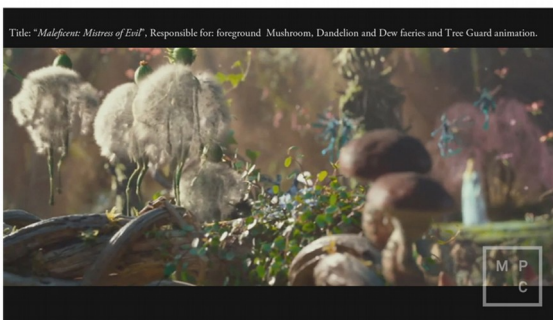 Title: “Maleficent: Mistress of Evil”, Responsible for: foreground Mushroom, Dandelion and Dew faeries and Tree Guard animation.
M P
C